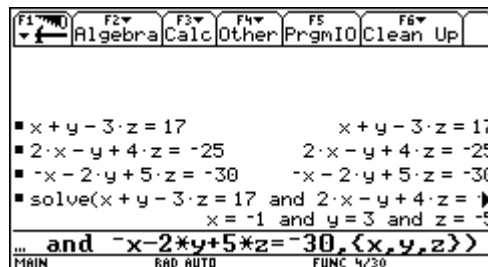 F1 F2 F3 F4 F5 F6
Algebra Calc Other PrgmIO Clean Up
▪ x + y - 3·z = 17 x + y - 3·z = 17
▪ 2·x - y + 4·z = ⁻25 2·x - y + 4·z = ⁻25
▪ ⁻x - 2·y + 5·z = ⁻30 ⁻x - 2·y + 5·z = ⁻30
▪ solve(x + y - 3·z = 17 and 2·x - y + 4·z = ▸
x = ⁻1 and y = 3 and z = ⁻5
… and ⁻x-2*y+5*z=⁻30,{x,y,z})
MAIN RAD AUTO FUNC 4/30